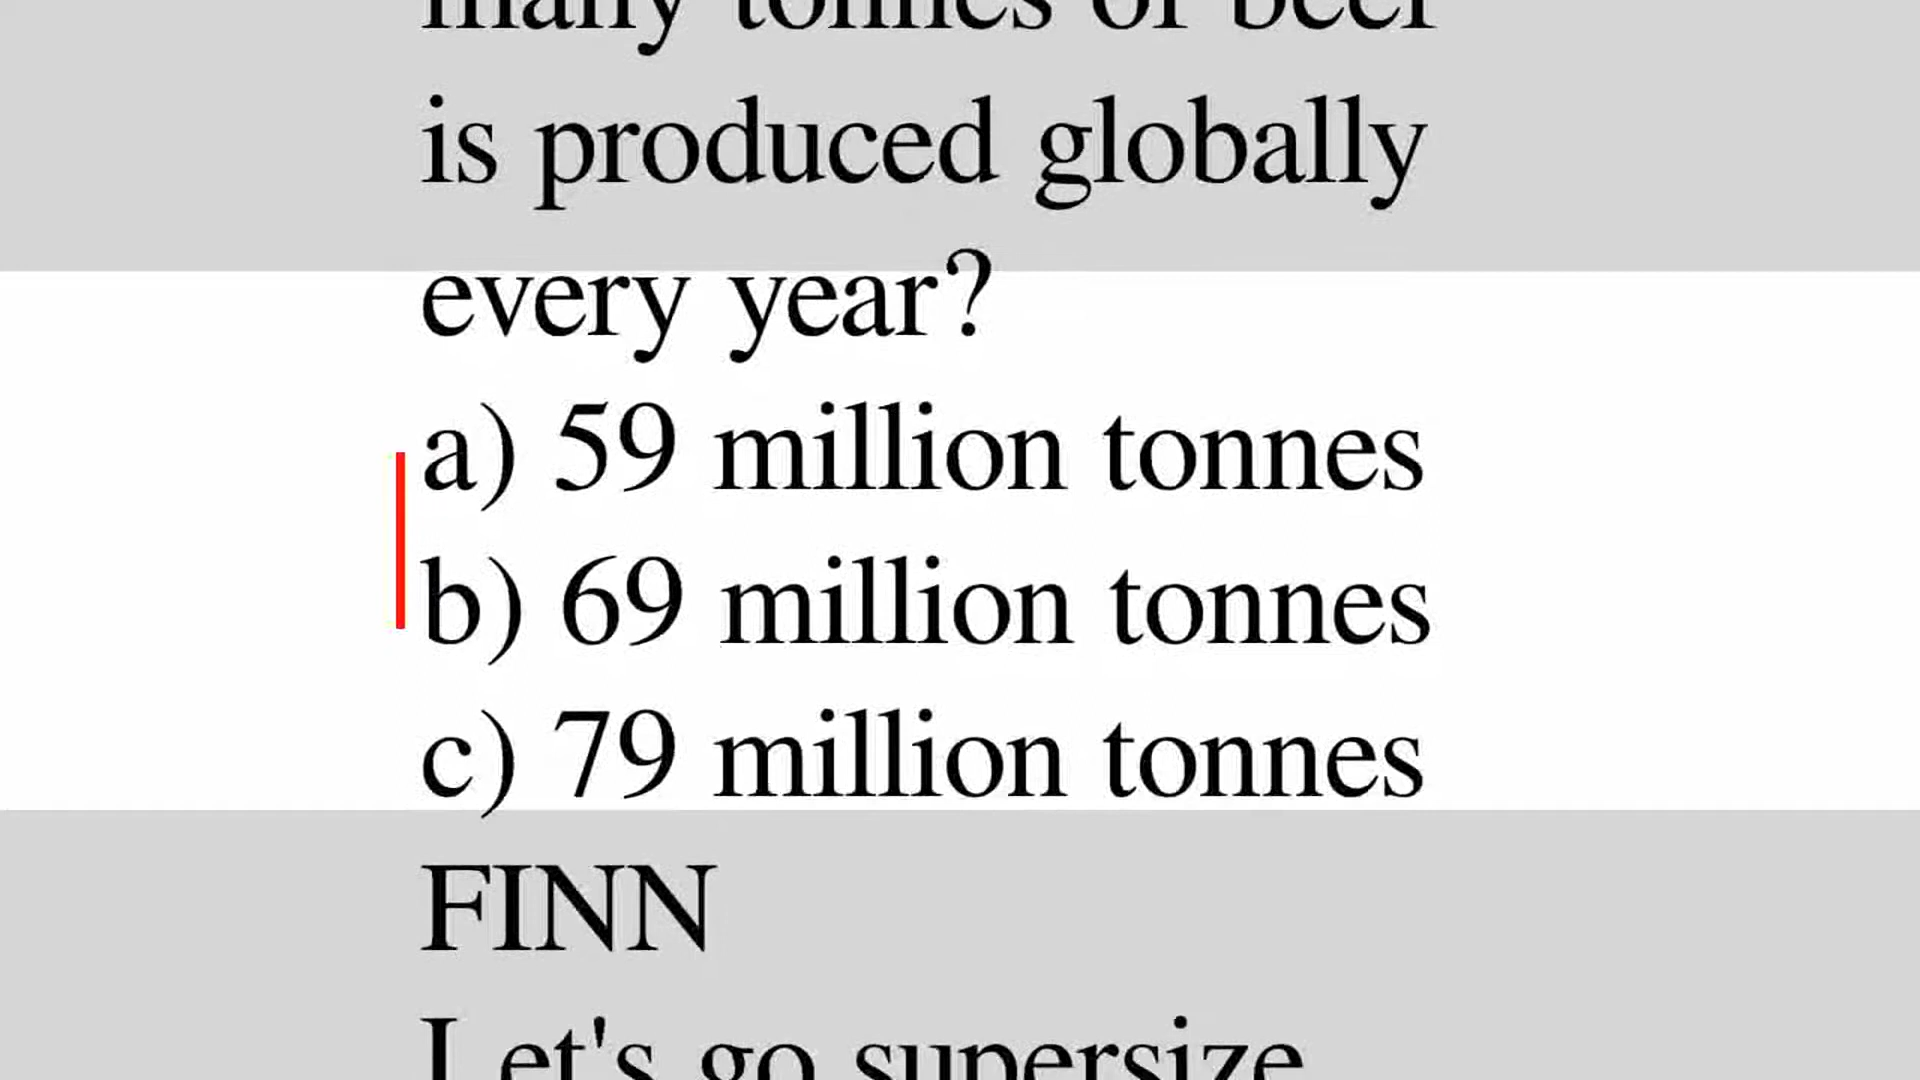 many tonnes of beef
is produced globally
every year?
a) 59 million tonnes
b) 69 million tonnes
c) 79 million tonnes
FINN
Let's go supersize